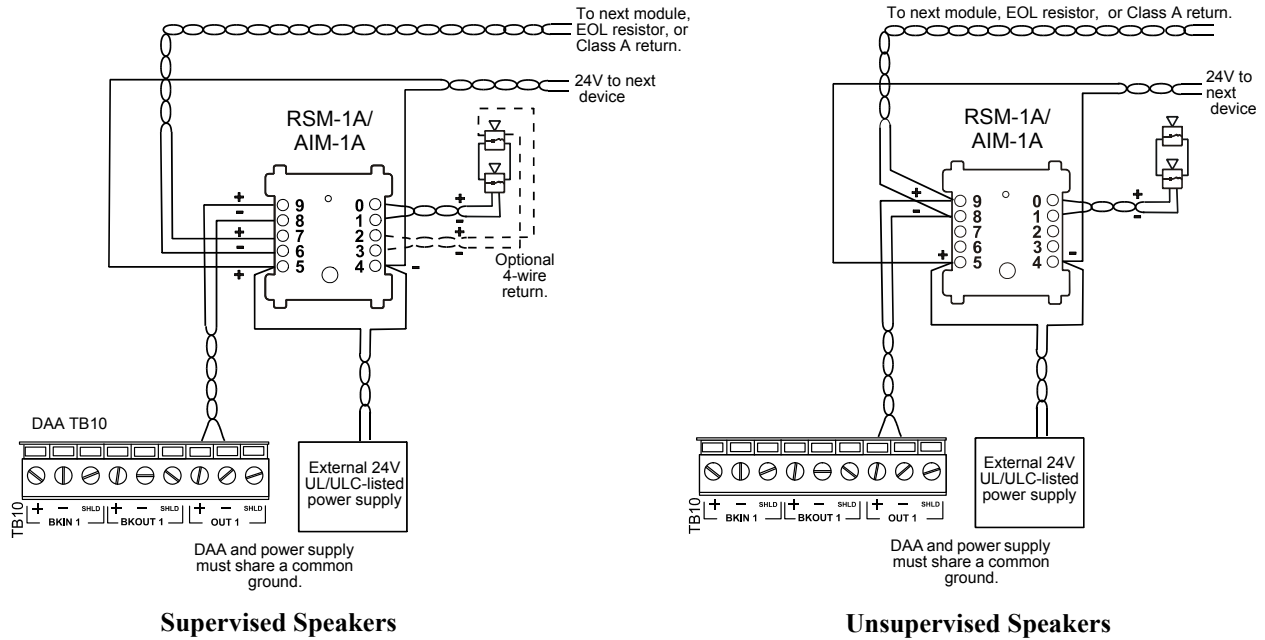 To next module,
EOL resistor, or
Class A return.
24V to next
device
RSM-1A/
AIM-1A
+
-
+
-
+
9
8
7
6
5
0
1
2
3
4
+
-
+
-
-
Optional
4-wire
return.
DAA TB10
TB10
+ - SHLD + - SHLD + - SHLD
BKIN 1 BKOUT 1 OUT 1
External 24V
UL/ULC-listed
power supply
DAA and power supply
must share a common
ground.
Supervised Speakers
To next module, EOL resistor, or Class A return.
24V to
next
device
RSM-1A/
AIM-1A
+
-
+
9
8
7
6
5
0
1
2
3
4
+
-
-
TB10
+ - SHLD + - SHLD + - SHLD
BKIN 1 BKOUT 1 OUT 1
External 24V
UL/ULC-listed
power supply
DAA and power supply
must share a common
ground.
Unsupervised Speakers